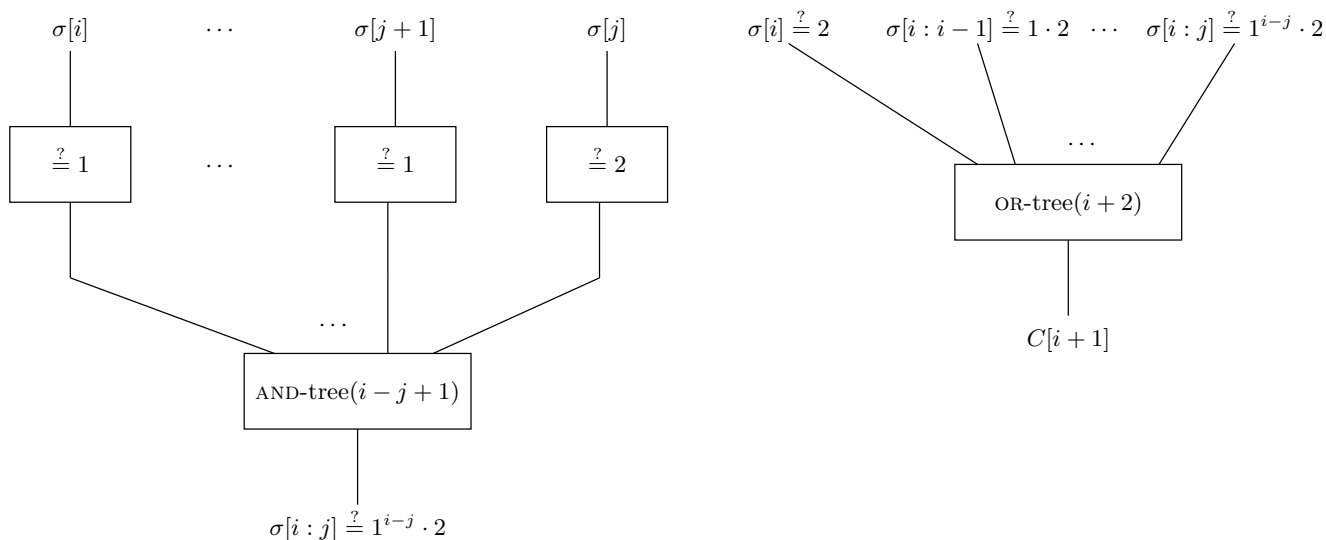 σ[i] ⋯ σ[j + 1] σ[j]
≟ 1 ⋯ ≟ 1 ≟ 2
⋯
AND-tree(i − j + 1)
σ[i : j] ≟ 1^{i−j} · 2
σ[i] ≟ 2 σ[i : i − 1] ≟ 1 · 2 ⋯ σ[i : j] ≟ 1^{i−j} · 2
⋯
OR-tree(i + 2)
C[i + 1]